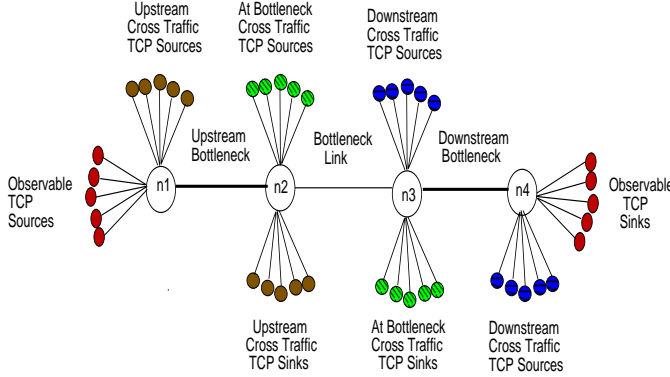 Upstream
Cross Traffic
TCP Sources
At Bottleneck
Cross Traffic
TCP Sources
Downstream
Cross Traffic
TCP Sources
Upstream
Bottleneck
Bottleneck
Link
Downstream
Bottleneck
Observable
TCP
Sources
n1
n2
n3
n4
Observable
TCP
Sinks
Upstream
Cross Traffic
TCP Sinks
At Bottleneck
Cross Traffic
TCP Sinks
Downstream
Cross Traffic
TCP Sources